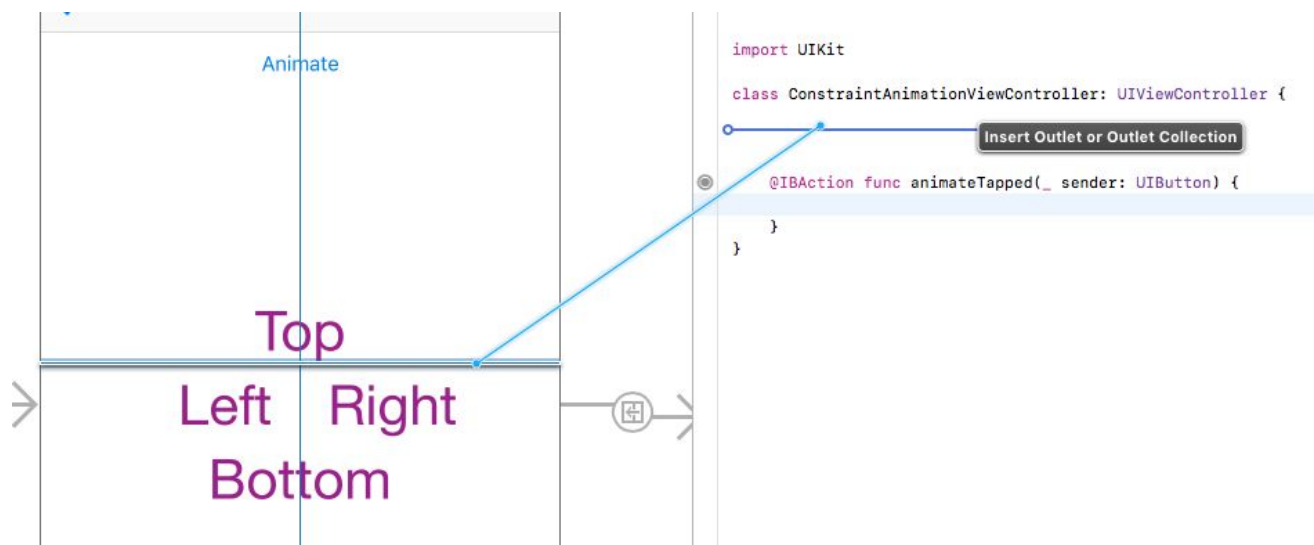 Animate
Top
Left Right
Bottom
import UIKit
class ConstraintAnimationViewController: UIViewController {
Insert Outlet or Outlet Collection
@IBAction func animateTapped(_ sender: UIButton) {
}
}